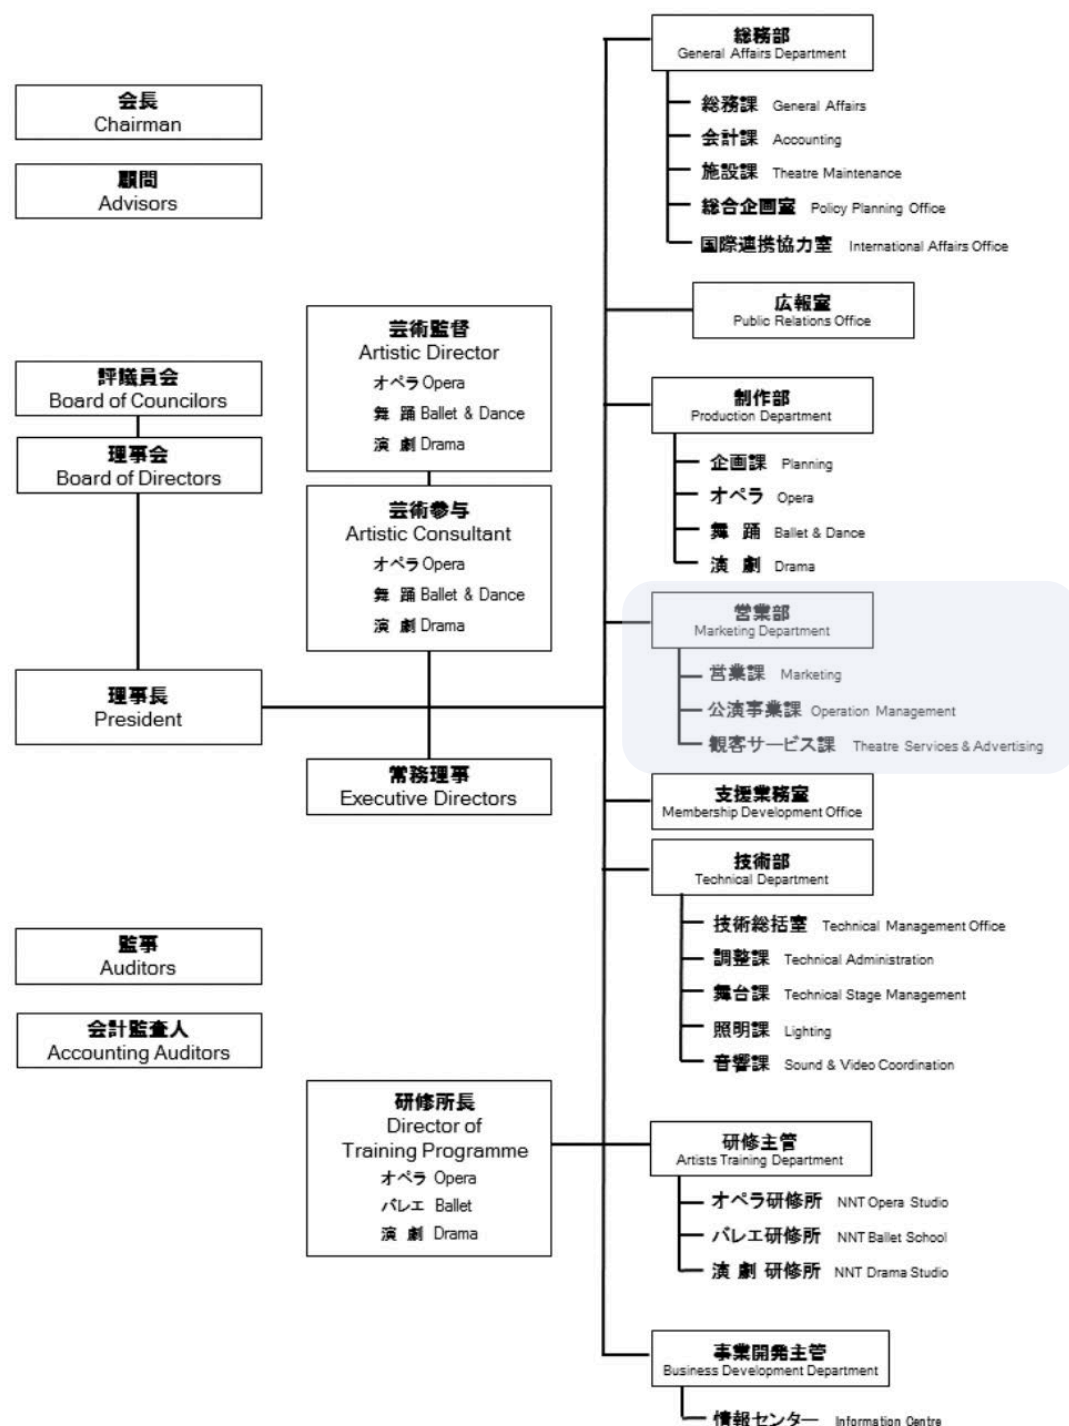 会長
Chairman
顧問
Advisors
評議員会
Board of Councilors
理事会
Board of Directors
理事長
President
監事
Auditors
会計監査人
Accounting Auditors
芸術監督
Artistic Director
オペラ Opera
舞 踊 Ballet & Dance
演 劇 Drama
芸術参与
Artistic Consultant
オペラ Opera
舞 踊 Ballet & Dance
演 劇 Drama
常務理事
Executive Directors
研修所長
Director of
Training Programme
オペラ Opera
バレエ Ballet
演 劇 Drama
総務部
General Affairs Department
総務課 General Affairs
会計課 Accounting
施設課 Theatre Maintenance
総合企画室 Policy Planning Office
国際連携協力室 International Affairs Office
広報室
Public Relations Office
制作部
Production Department
企画課 Planning
オペラ Opera
舞 踊 Ballet & Dance
演 劇 Drama
営業部
Marketing Department
営業課 Marketing
公演事業課 Operation Management
観客サービス課 Theatre Services & Advertising
支援業務室
Membership Development Office
技術部
Technical Department
技術総括室 Technical Management Office
調整課 Technical Administration
舞台課 Technical Stage Management
照明課 Lighting
音響課 Sound & Video Coordination
研修主管
Artists Training Department
オペラ研修所 NNT Opera Studio
バレエ研修所 NNT Ballet School
演 劇 研修所 NNT Drama Studio
事業開発主管
Business Development Department
情報センター Information Centre